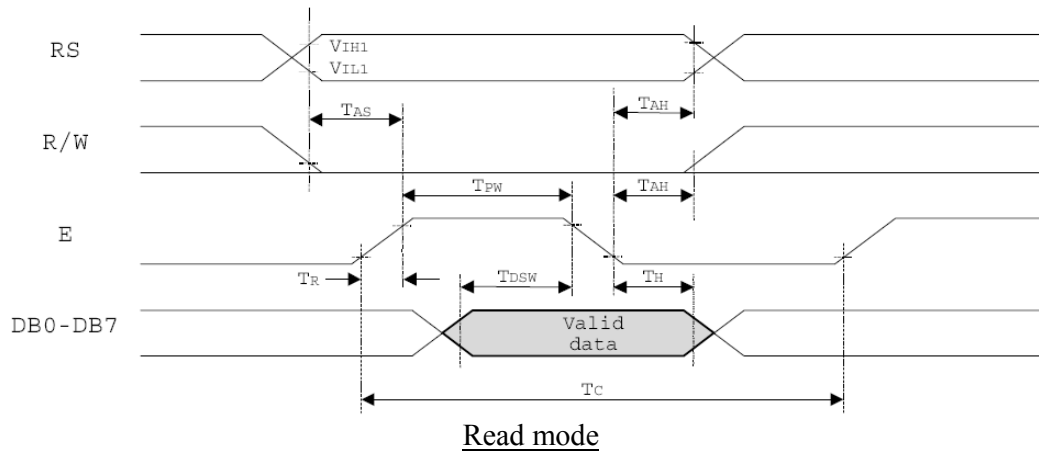 RS
VIH1
VIL1
TAS
TAH
R/W
TPW
TAH
E
TR
TDSW
TH
DB0-DB7
Valid
data
TC
Read mode